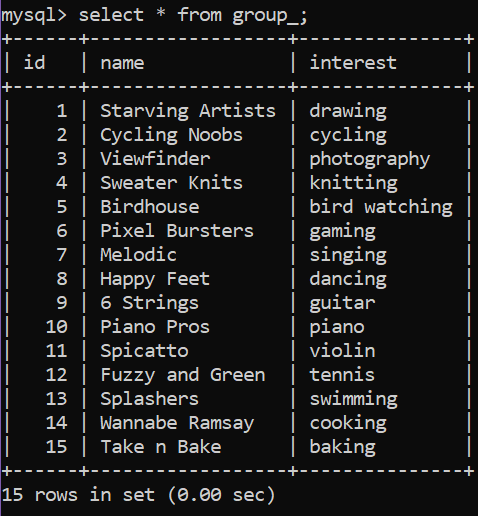 mysql> select * from group_;
+------+-----------------+---------------+
| id   | name            | interest      |
+------+-----------------+---------------+
|    1 | Starving Artists | drawing       |
|    2 | Cycling Noobs   | cycling       |
|    3 | Viewfinder      | photography   |
|    4 | Sweater Knits   | knitting      |
|    5 | Birdhouse       | bird watching |
|    6 | Pixel Bursters  | gaming        |
|    7 | Melodic         | singing       |
|    8 | Happy Feet      | dancing       |
|    9 | 6 Strings       | guitar        |
|   10 | Piano Pros      | piano         |
|   11 | Spicatto        | violin        |
|   12 | Fuzzy and Green | tennis        |
|   13 | Splashers       | swimming      |
|   14 | Wannabe Ramsay  | cooking       |
|   15 | Take n Bake     | baking        |
+------+-----------------+---------------+
15 rows in set (0.00 sec)